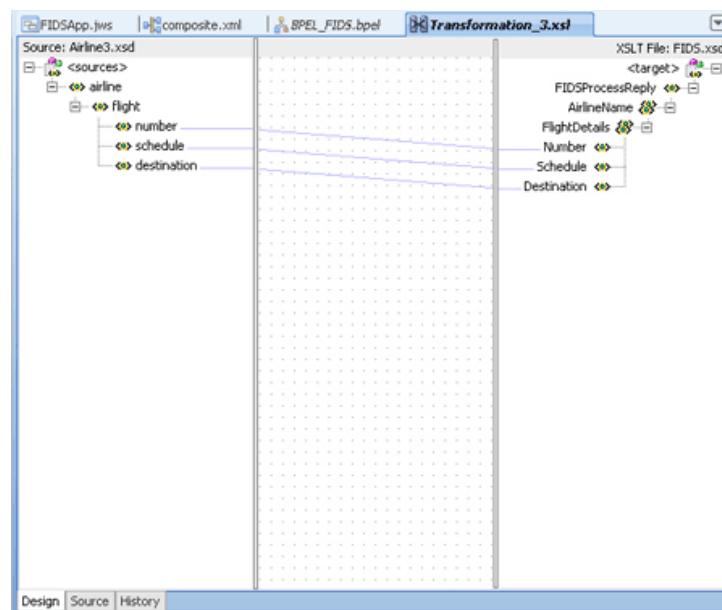 FIDSApp.jws composite.xml BPEL_FIDS.bpel Transformation_3.xsl
Source: Airline3.xsd XSLT File: FIDS.xsd
<sources> <target>
airline FIDSProcessReply
flight AirlineName
number FlightDetails
schedule Number
destination Schedule
Destination
Design Source History